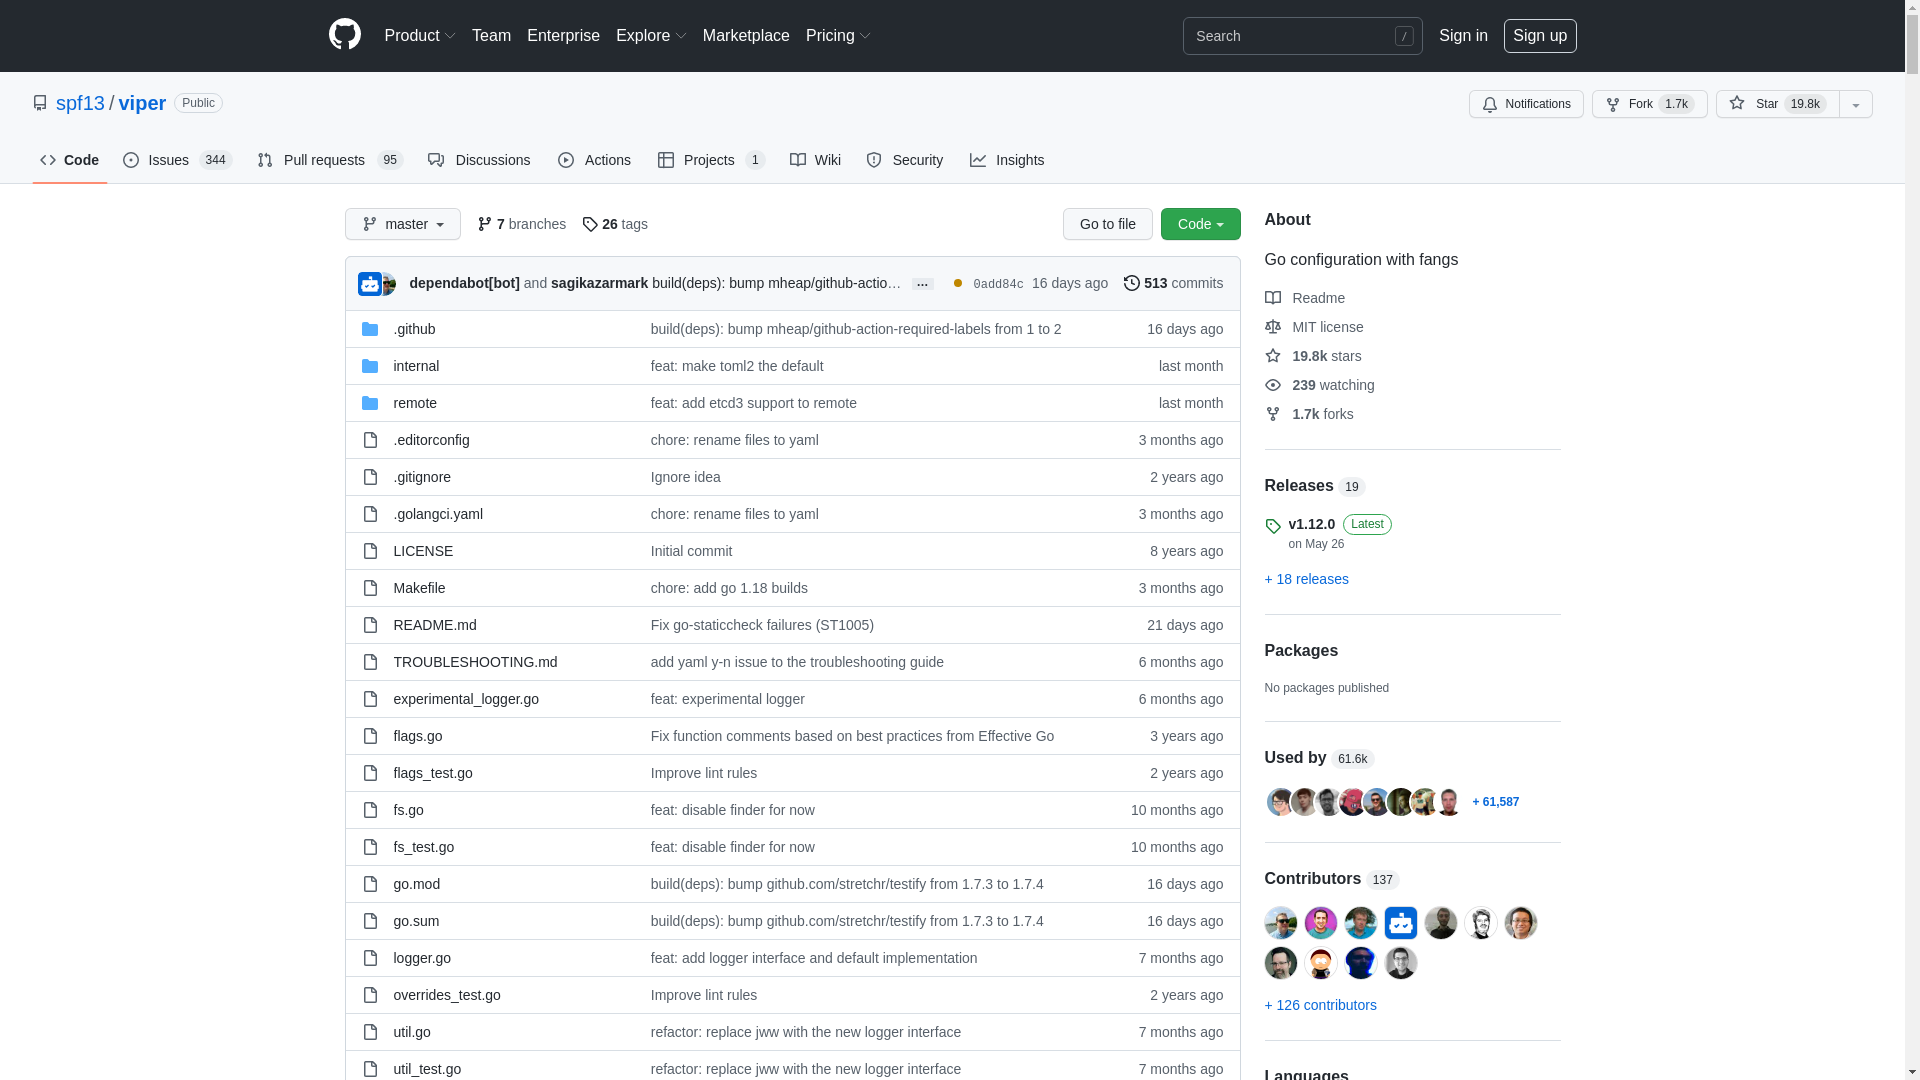 Product Team Enterprise Explore Marketplace Pricing Search / Sign in Sign up
spf13 / viper Public Notifications Fork 1.7k Star 19.8k
Code Issues 344 Pull requests 95 Discussions Actions Projects 1 Wiki Security Insights
master 7 branches 26 tags Go to file Code
dependabot[bot] and sagikazarmark build(deps): bump mheap/github-actio… … 0add84c 16 days ago 513 commits
.github build(deps): bump mheap/github-action-required-labels from 1 to 2 16 days ago
internal feat: make toml2 the default last month
remote feat: add etcd3 support to remote last month
.editorconfig chore: rename files to yaml 3 months ago
.gitignore Ignore idea 2 years ago
.golangci.yaml chore: rename files to yaml 3 months ago
LICENSE Initial commit 8 years ago
Makefile chore: add go 1.18 builds 3 months ago
README.md Fix go-staticcheck failures (ST1005) 21 days ago
TROUBLESHOOTING.md add yaml y-n issue to the troubleshooting guide 6 months ago
experimental_logger.go feat: experimental logger 6 months ago
flags.go Fix function comments based on best practices from Effective Go 3 years ago
flags_test.go Improve lint rules 2 years ago
fs.go feat: disable finder for now 10 months ago
fs_test.go feat: disable finder for now 10 months ago
go.mod build(deps): bump github.com/stretchr/testify from 1.7.3 to 1.7.4 16 days ago
go.sum build(deps): bump github.com/stretchr/testify from 1.7.3 to 1.7.4 16 days ago
logger.go feat: add logger interface and default implementation 7 months ago
overrides_test.go Improve lint rules 2 years ago
util.go refactor: replace jww with the new logger interface 7 months ago
util_test.go refactor: replace jww with the new logger interface 7 months ago
About
Go configuration with fangs
Readme
MIT license
19.8k stars
239 watching
1.7k forks
Releases 19
v1.12.0 Latest
on May 26
+ 18 releases
Packages
No packages published
Used by 61.6k
+ 61,587
Contributors 137
+ 126 contributors
Languages